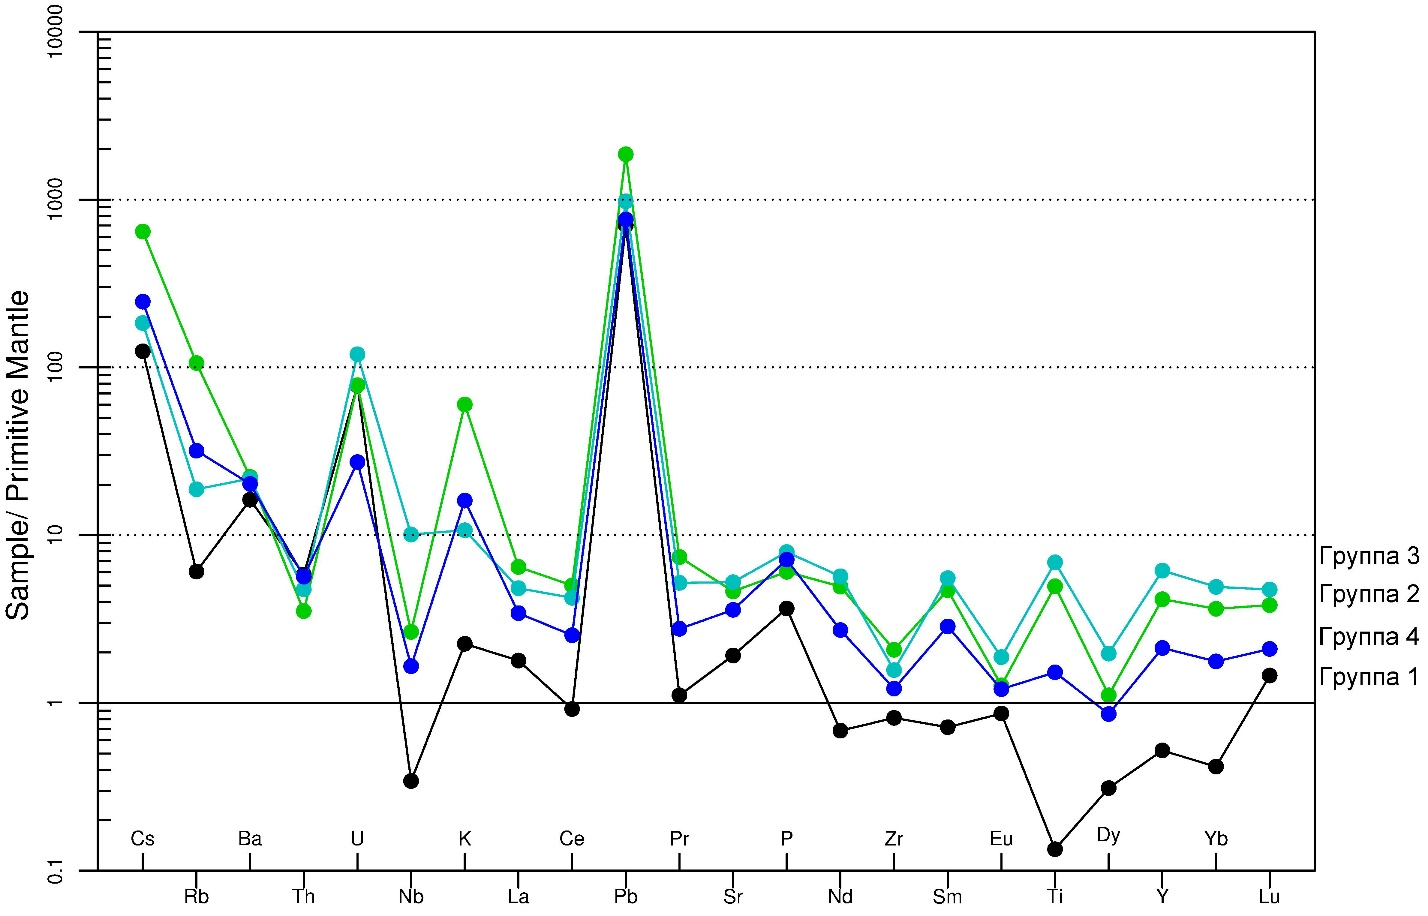 10000
1000
100
10
1
0.1
Sample/ Primitive Mantle
Группа 3
Группа 2
Группа 4
Группа 1
Cs Ba U K Ce Pr P Zr Eu Dy Yb
Rb Th Nb La Pb Sr Nd Sm Ti Y Lu